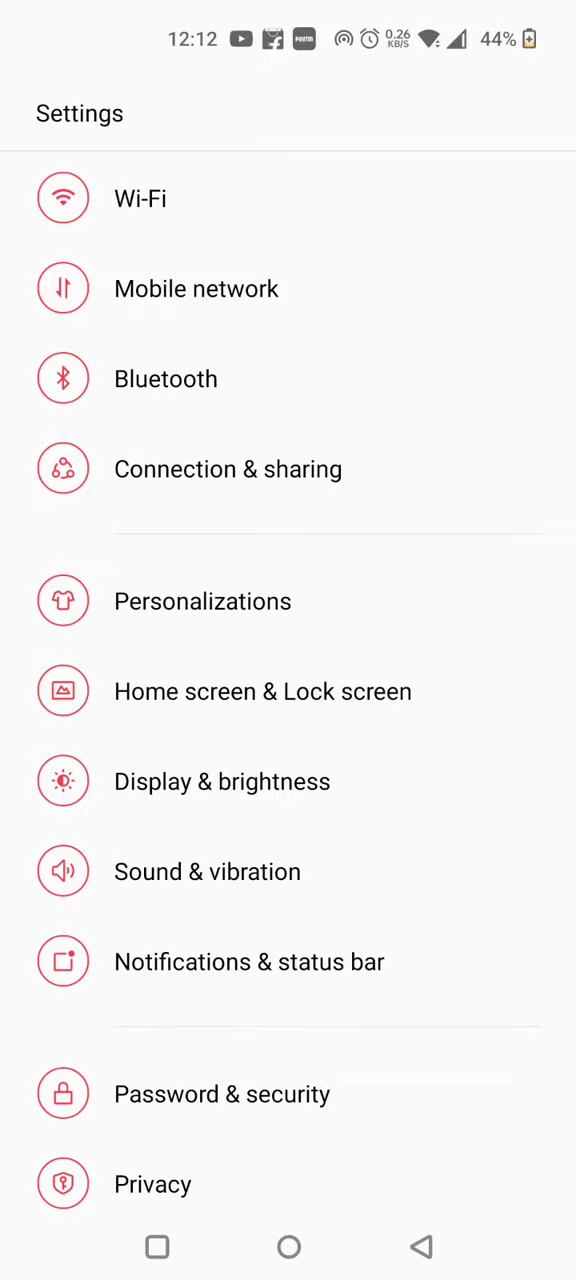 12:12 paytm 0.26 KB/S 44%
Settings
Wi-Fi
Mobile network
Bluetooth
Connection & sharing
Personalizations
Home screen & Lock screen
Display & brightness
Sound & vibration
Notifications & status bar
Password & security
Privacy